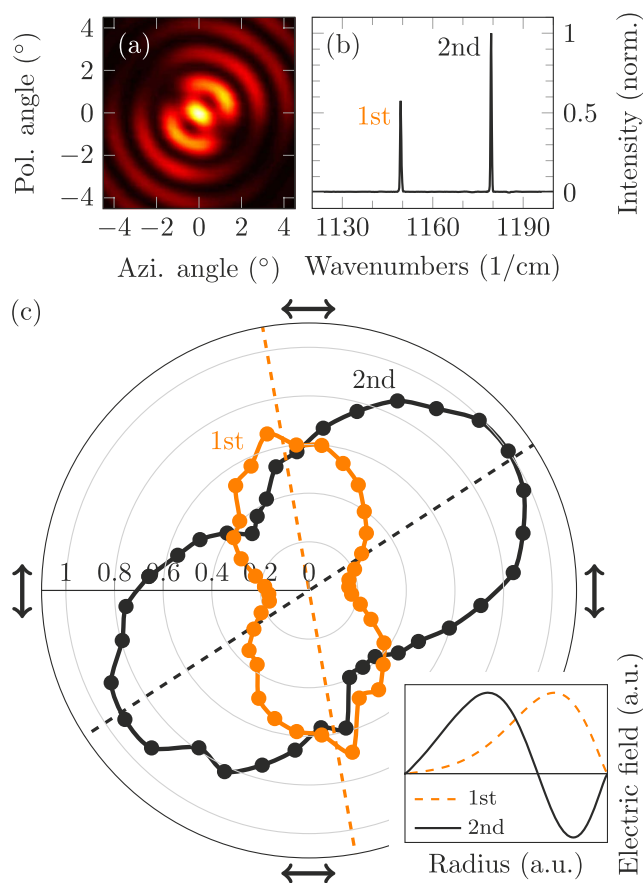 (a)
Pol. angle (°)
4
2
0
−2
−4
−4 −2 0 2 4
Azi. angle (°)
(b)
2nd
1st
1
0.5
0
Intensity (norm.)
1130 1160 1190
Wavenumbers (1/cm)
(c)
2nd
1st
1 0.8 0.6 0.4 0.2 0
1st
2nd
Radius (a.u.)
Electric field (a.u.)